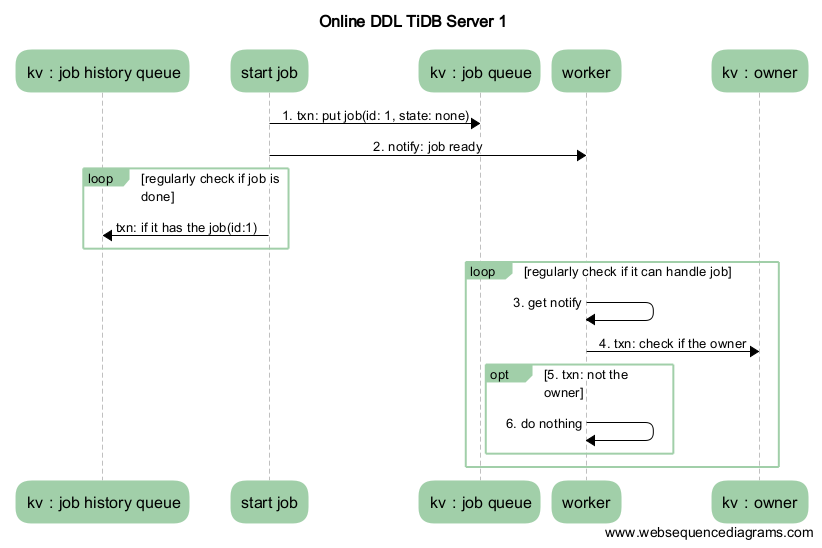 Online DDL TiDB Server 1
kv : job history queue
start job
kv : job queue
worker
kv : owner
1. txn: put job(id: 1, state: none)
2. notify: job ready
loop
[regularly check if job is
done]
txn: if it has the job(id:1)
loop
[regularly check if it can handle job]
3. get notify
4. txn: check if the owner
opt
[5. txn: not the
owner]
6. do nothing
kv : job history queue
start job
kv : job queue
worker
kv : owner
www.websequencediagrams.com